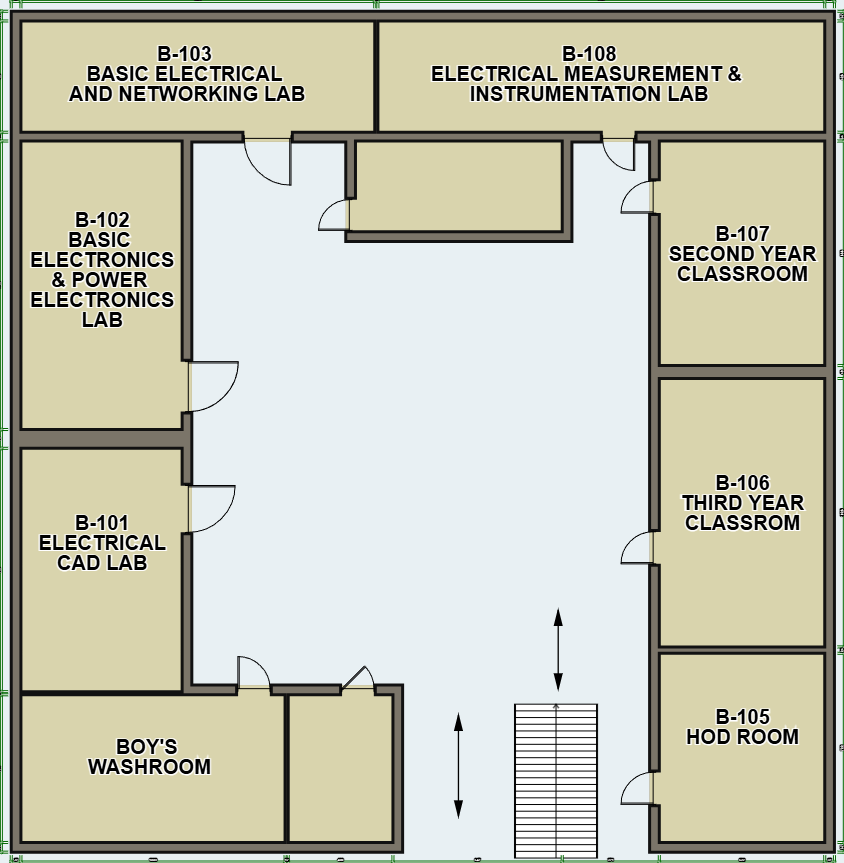 B-103
BASIC ELECTRICAL
AND NETWORKING LAB
B-108
ELECTRICAL MEASUREMENT &
INSTRUMENTATION LAB
B-102
BASIC
ELECTRONICS
& POWER
ELECTRONICS
LAB
B-107
SECOND YEAR
CLASSROOM
B-101
ELECTRICAL
CAD LAB
B-106
THIRD YEAR
CLASSROM
BOY'S
WASHROOM
B-105
HOD ROOM